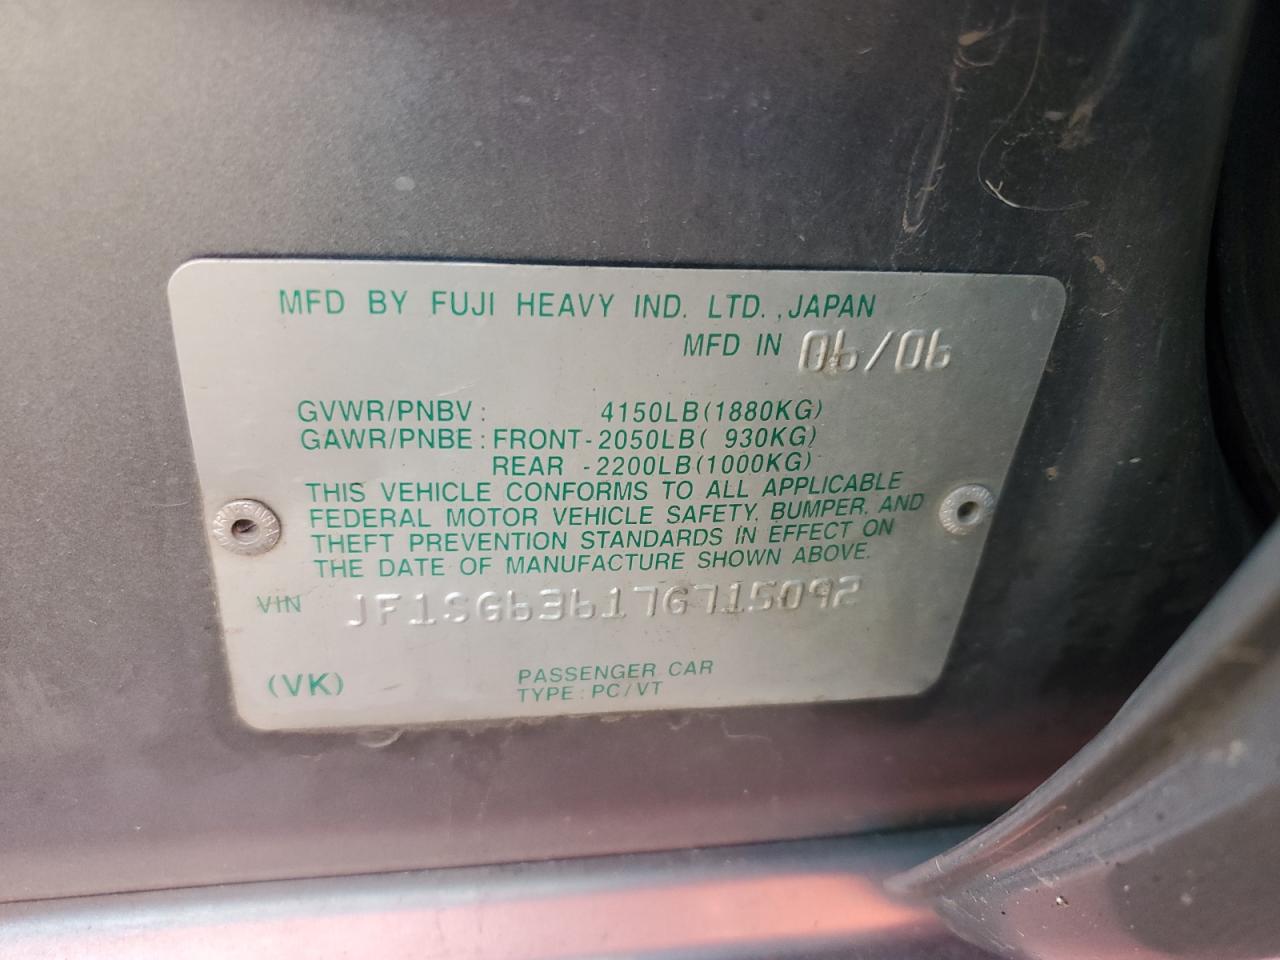 MFD BY FUJI HEAVY IND. LTD., JAPAN
MFD IN 06/06
GVWR/PNBV: 4150LB(1880KG)
GAWR/PNBE: FRONT-2050LB( 930KG)
REAR -2200LB(1000KG)
THIS VEHICLE CONFORMS TO ALL APPLICABLE
FEDERAL MOTOR VEHICLE SAFETY, BUMPER, AND
THEFT PREVENTION STANDARDS IN EFFECT ON
THE DATE OF MANUFACTURE SHOWN ABOVE.
VIN JF1SG63617G715092
(VK) PASSENGER CAR
TYPE: PC/VT